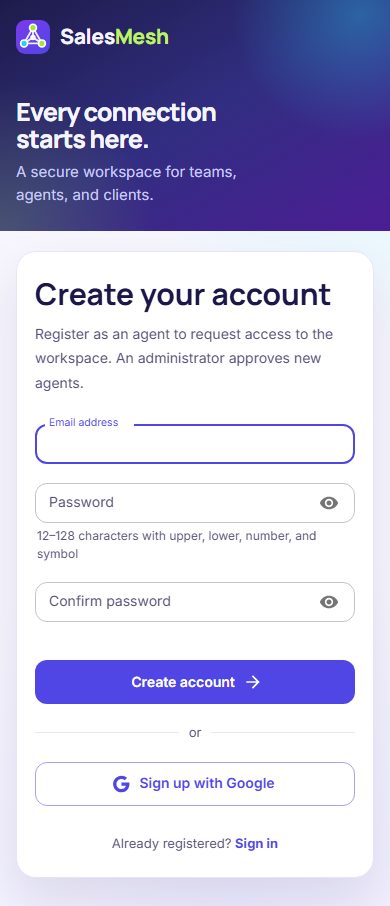 SalesMesh
Every connection
starts here.
A secure workspace for teams,
agents, and clients.
Create your account
Register as an agent to request access to the
workspace. An administrator approves new
agents.
Email address
Password
12–128 characters with upper, lower, number, and
symbol
Confirm password
Create account
or
Sign up with Google
Already registered? Sign in